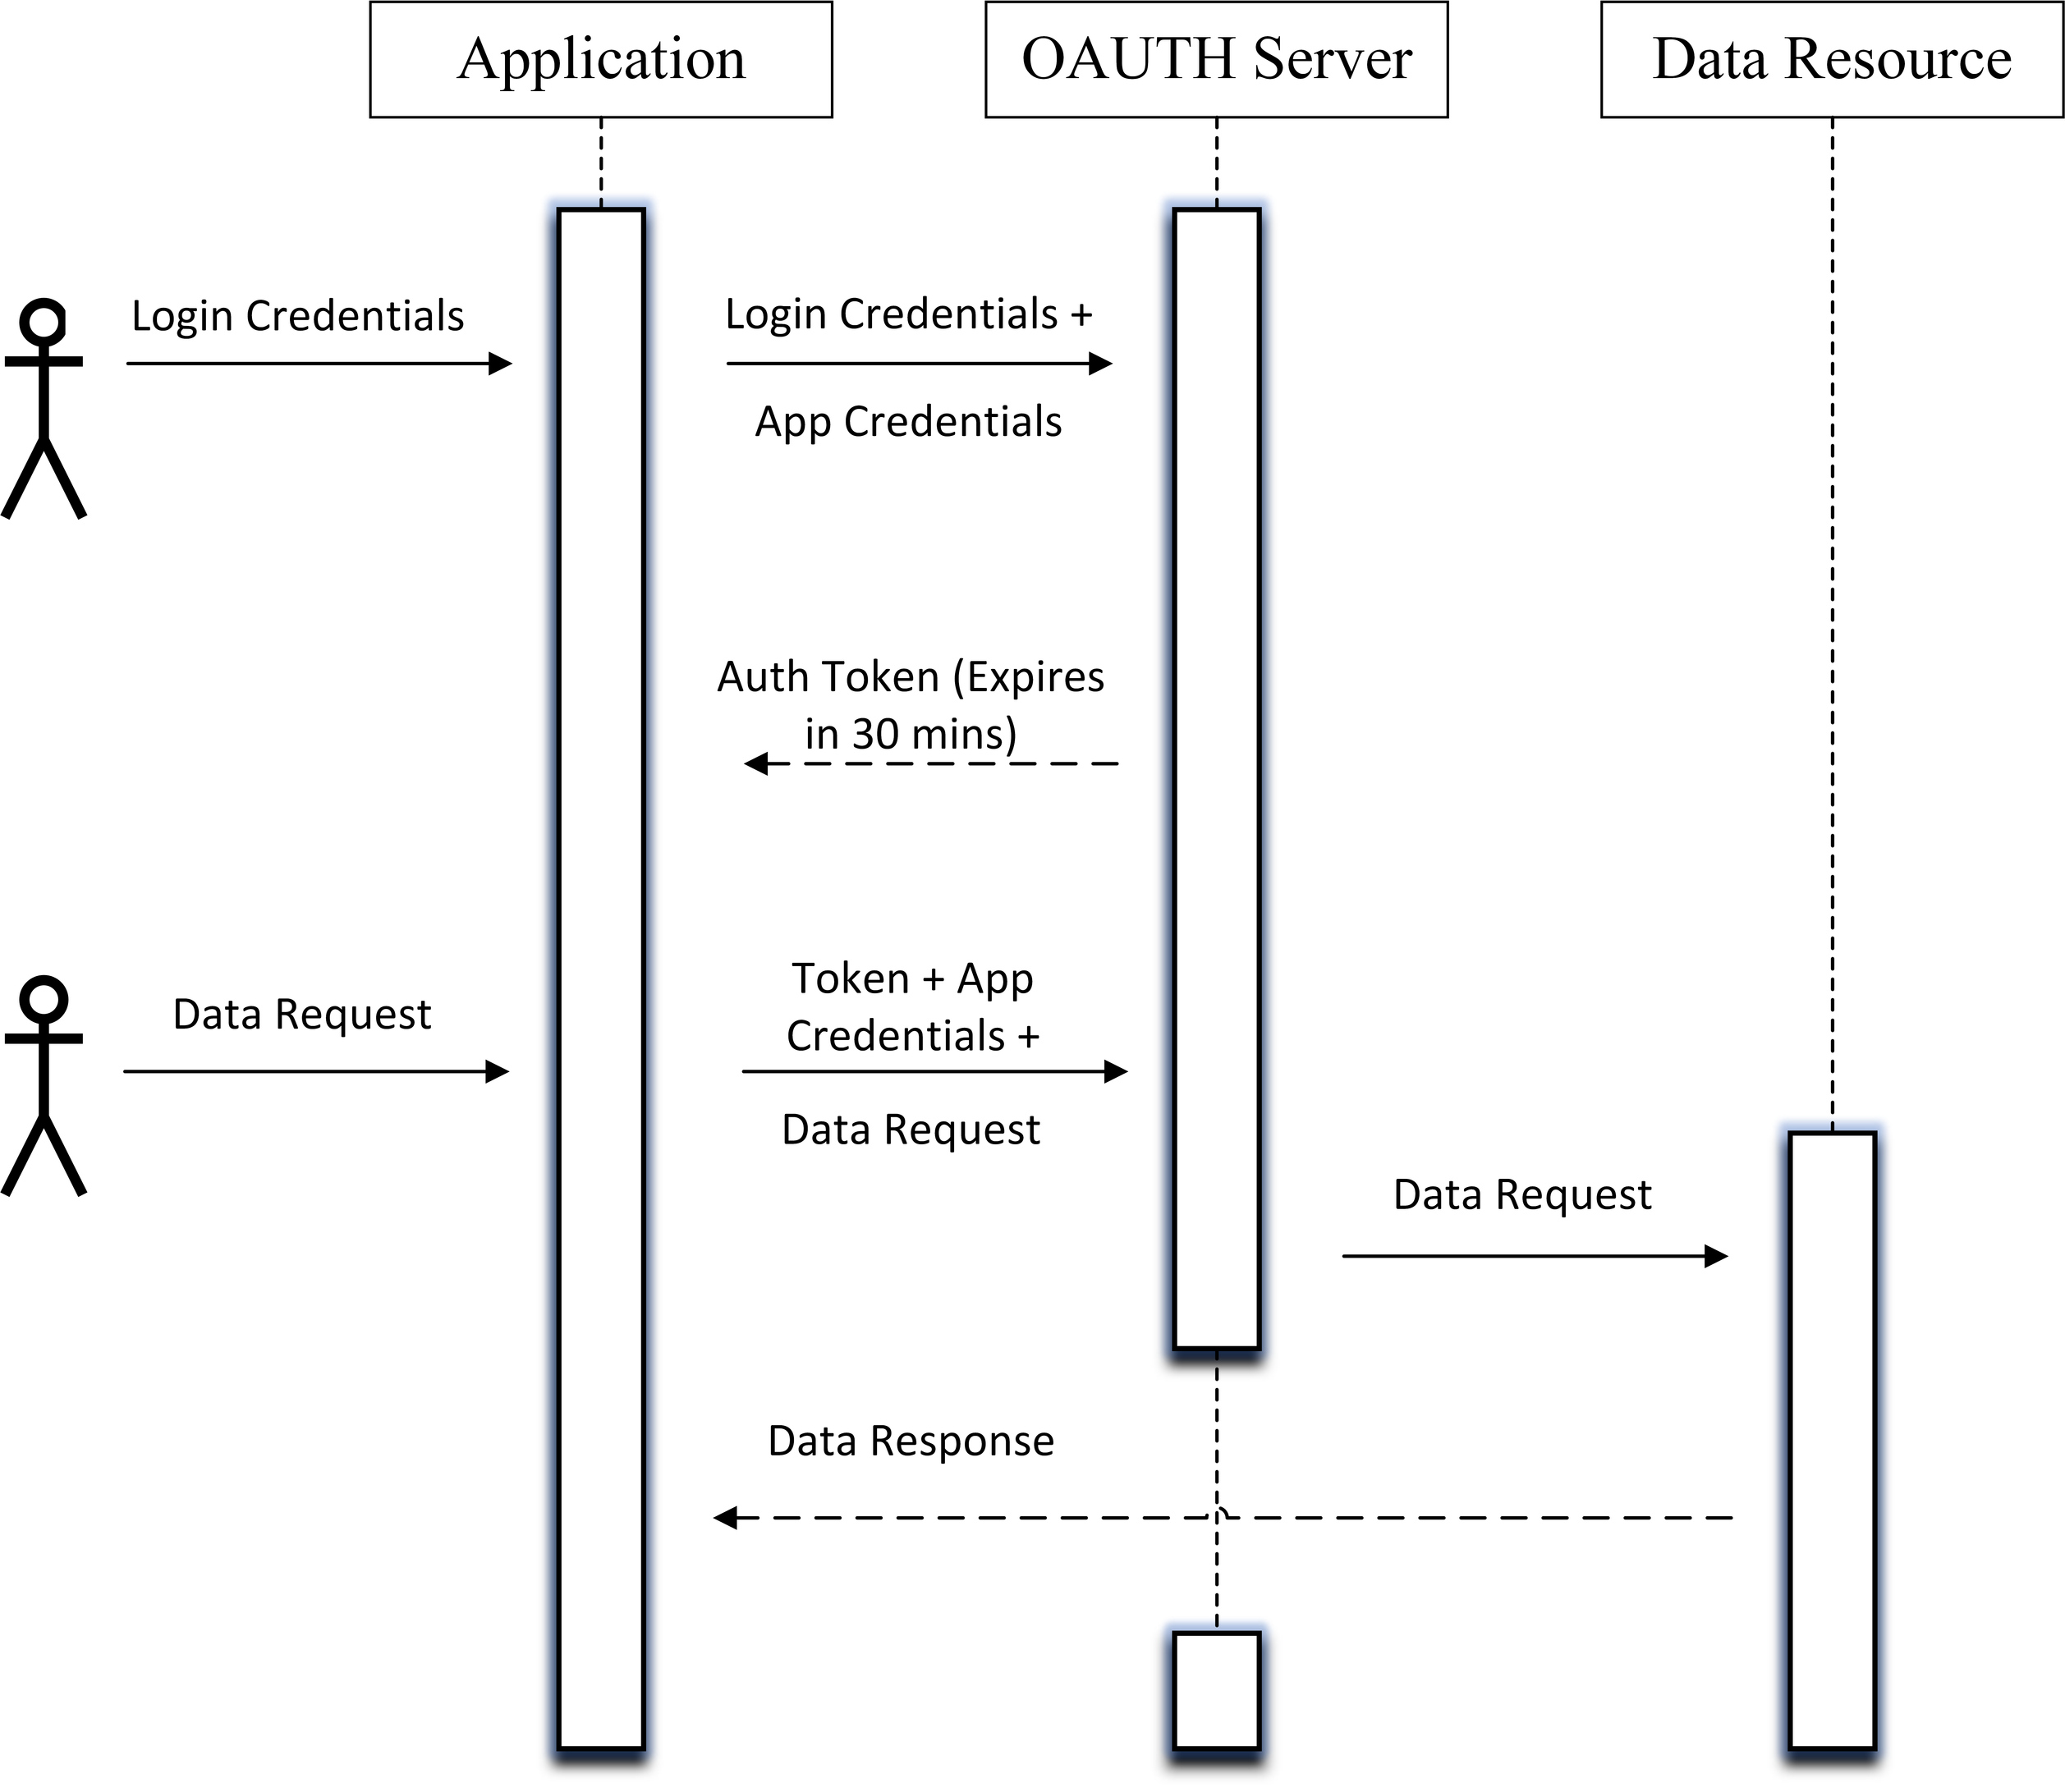 Application
OAUTH Server
Data Resource
Login Credentials
Login Credentials +
App Credentials
Auth Token (Expires
in 30 mins)
Data Request
Token + App
Credentials +
Data Request
Data Request
Data Response